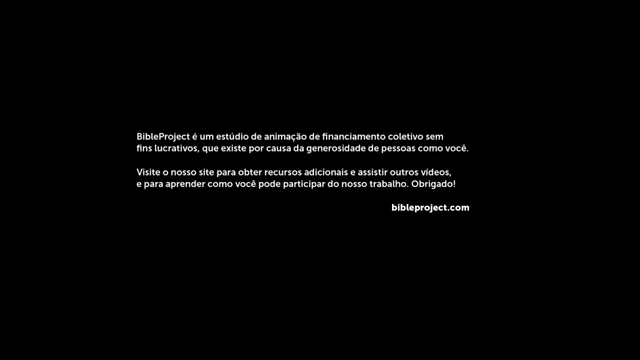 BibleProject é um estúdio de animação de financiamento coletivo sem
fins lucrativos, que existe por causa da generosidade de pessoas como você.
Visite o nosso site para obter recursos adicionais e assistir outros vídeos,
e para aprender como você pode participar do nosso trabalho. Obrigado!
bibleproject.com